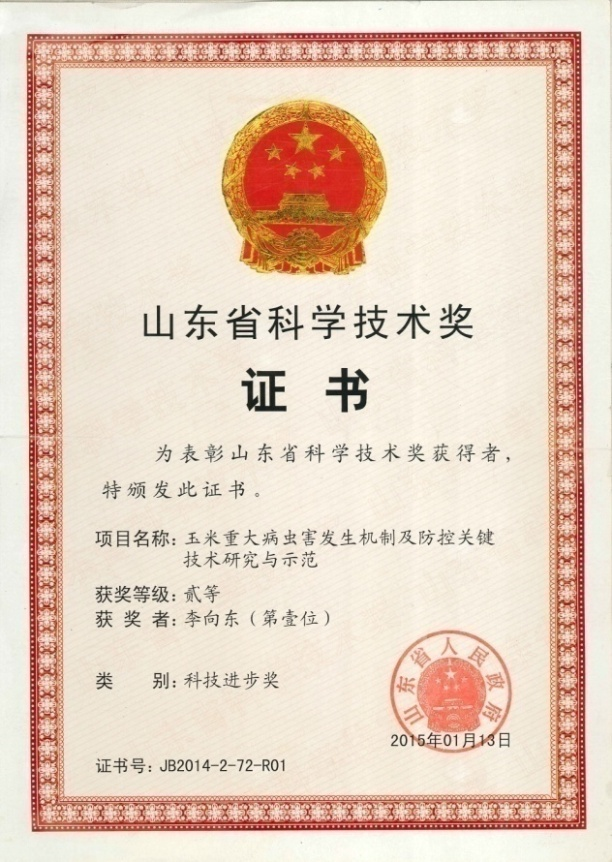 山东省科学技术奖
证书
为表彰山东省科学技术奖获得者，
特颁发此证书。
项目名称：玉米重大病虫害发生机制及防控关键
技术研究与示范
获奖等级：贰等
获 奖 者：李向东（第壹位）
类 别：科技进步奖
山东省人民政府
2015年01月13日
证书号：JB2014-2-72-R01